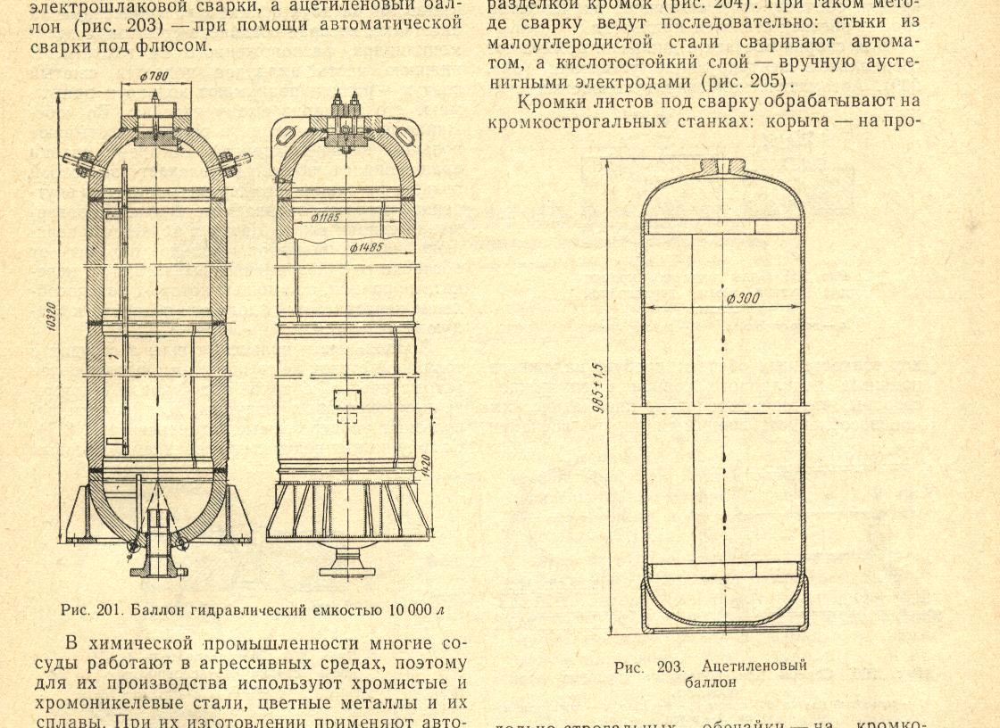 электрошлаковой сварки, а ацетиленовый бал-
лон (рис. 203) — при помощи автоматической
сварки под флюсом.
ϕ780
10320
ϕ1185
ϕ1485
1420
Рис. 201. Баллон гидравлический емкостью 10 000 л
В химической промышленности многие со-
суды работают в агрессивных средах, поэтому
для их производства используют хромистые и
хромоникелевые стали, цветные металлы и их
сплавы. При их изготовлении применяют авто-
разделкой кромок (рис. 204). При таком мето-
де сварку ведут последовательно: стыки из
малоуглеродистой стали сваривают автома-
том, а кислотостойкий слой — вручную аусте-
нитными электродами (рис. 205).
Кромки листов под сварку обрабатывают на
кромкострогальных станках: корыта — на про-
ϕ300
985±1,5
Рис. 203. Ацетиленовый
баллон
дольно-строгальных, обечайки — на кромко-